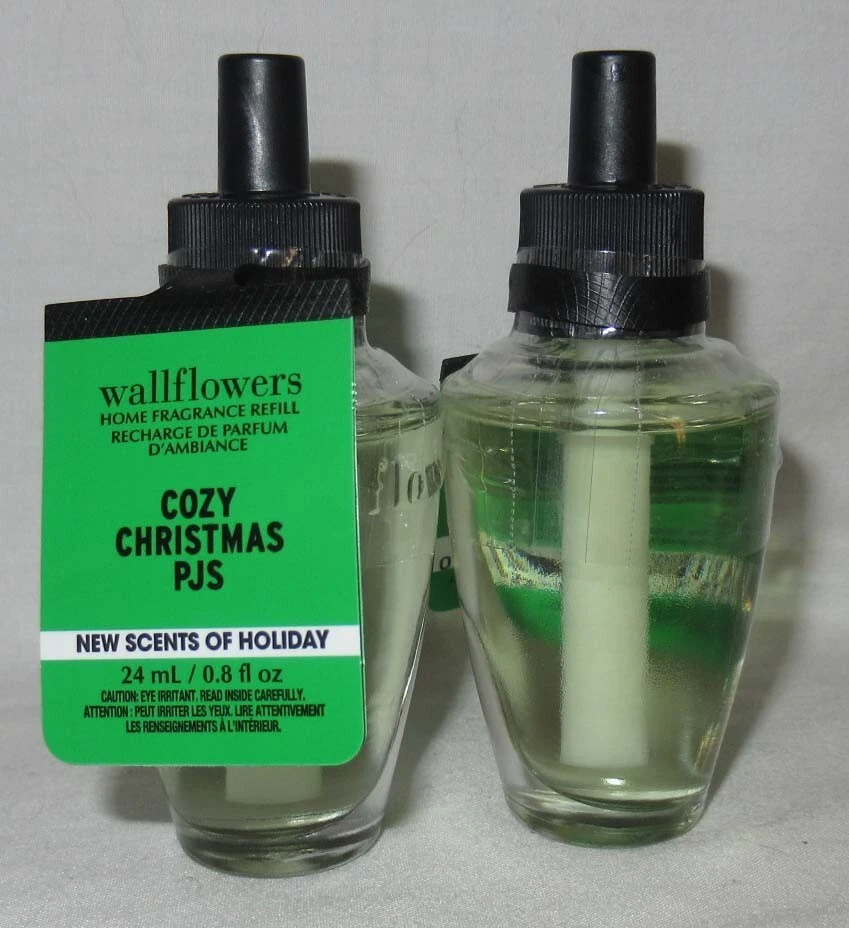 wallflowers
HOME FRAGRANCE REFILL
RECHARGE DE PARFUM
D'AMBIANCE
COZY
CHRISTMAS
PJS
NEW SCENTS OF HOLIDAY
24 mL / 0.8 fl oz
CAUTION: EYE IRRITANT. READ INSIDE CAREFULLY.
ATTENTION : PEUT IRRITER LES YEUX. LIRE ATTENTIVEMENT
LES RENSEIGNEMENTS À L'INTÉRIEUR.